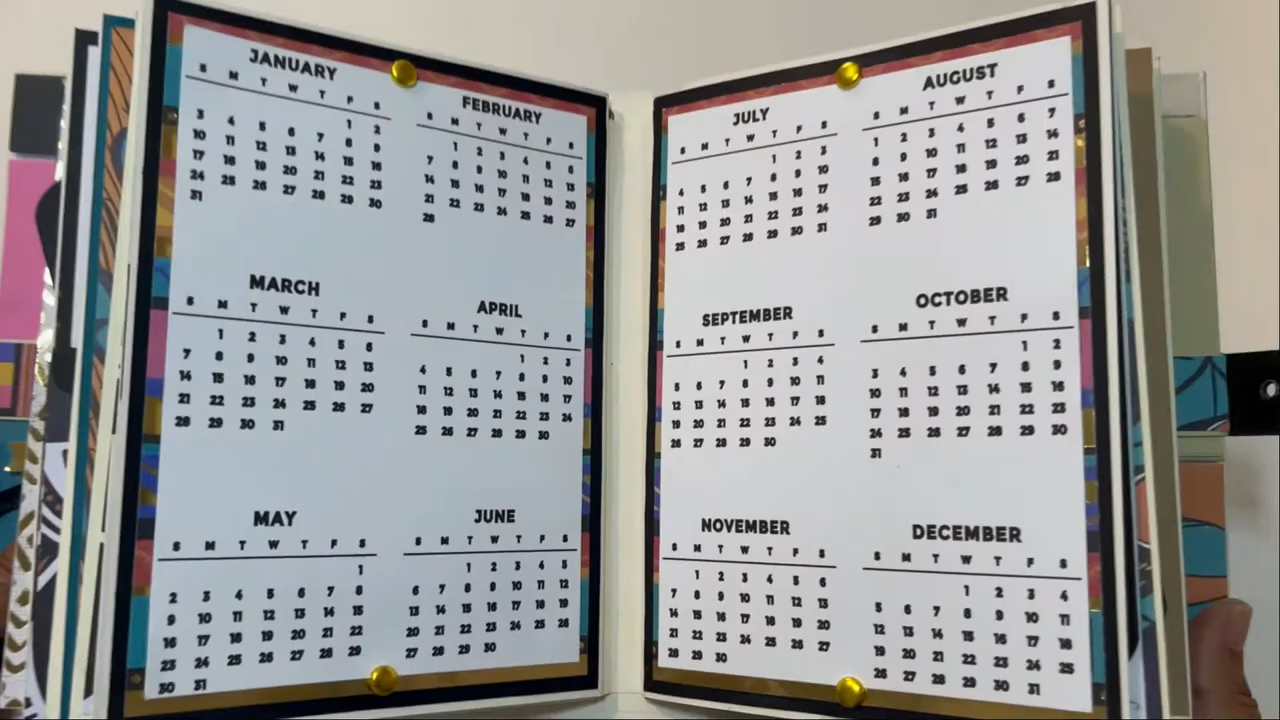 JANUARY
S M T W T F S
1 2
3 4 5 6 7 8 9
10 11 12 13 14 15 16
17 18 19 20 21 22 23
24 25 26 27 28 29 30
31
FEBRUARY
S M T W T F S
1 2 3 4 5 6
7 8 9 10 11 12 13
14 15 16 17 18 19 20
21 22 23 24 25 26 27
28
MARCH
S M T W T F S
1 2 3 4 5 6
7 8 9 10 11 12 13
14 15 16 17 18 19 20
21 22 23 24 25 26 27
28 29 30 31
APRIL
S M T W T F S
1 2 3
4 5 6 7 8 9 10
11 12 13 14 15 16 17
18 19 20 21 22 23 24
25 26 27 28 29 30
MAY
S M T W T F S
1
2 3 4 5 6 7 8
9 10 11 12 13 14 15
16 17 18 19 20 21 22
23 24 25 26 27 28 29
30 31
JUNE
S M T W T F S
1 2 3 4 5
6 7 8 9 10 11 12
13 14 15 16 17 18 19
20 21 22 23 24 25 26
27 28 29 30
JULY
S M T W T F S
1 2 3
4 5 6 7 8 9 10
11 12 13 14 15 16 17
18 19 20 21 22 23 24
25 26 27 28 29 30 31
AUGUST
S M T W T F S
1 2 3 4 5 6 7
8 9 10 11 12 13 14
15 16 17 18 19 20 21
22 23 24 25 26 27 28
29 30 31
SEPTEMBER
S M T W T F S
1 2 3 4
5 6 7 8 9 10 11
12 13 14 15 16 17 18
19 20 21 22 23 24 25
26 27 28 29 30
OCTOBER
S M T W T F S
1 2
3 4 5 6 7 8 9
10 11 12 13 14 15 16
17 18 19 20 21 22 23
24 25 26 27 28 29 30
31
NOVEMBER
S M T W T F S
1 2 3 4 5 6
7 8 9 10 11 12 13
14 15 16 17 18 19 20
21 22 23 24 25 26 27
28 29 30
DECEMBER
S M T W T F S
1 2 3 4
5 6 7 8 9 10 11
12 13 14 15 16 17 18
19 20 21 22 23 24 25
26 27 28 29 30 31